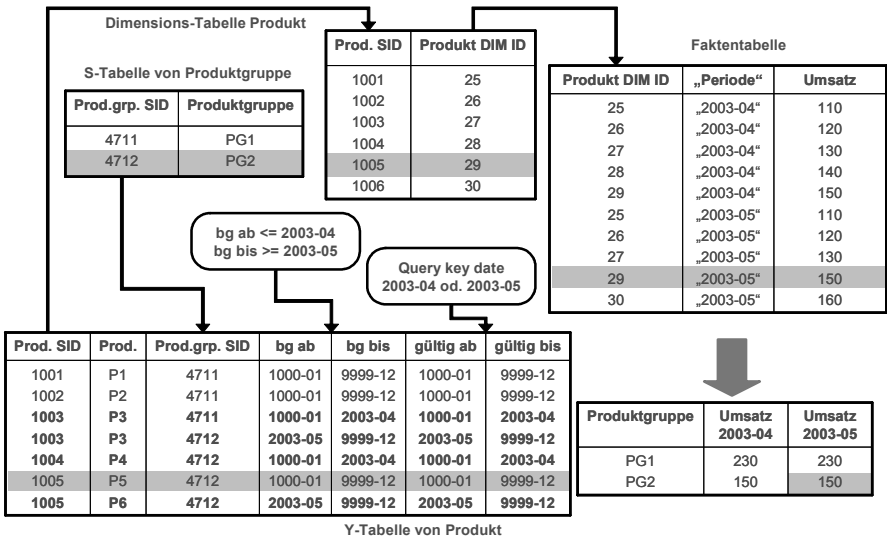 Dimensions-Tabelle Produkt
Prod. SID Produkt DIM ID
1001 25
1002 26
1003 27
1004 28
1005 29
1006 30
Faktentabelle
Produkt DIM ID „Periode“ Umsatz
25 „2003-04“ 110
26 „2003-04“ 120
27 „2003-04“ 130
28 „2003-04“ 140
29 „2003-04“ 150
25 „2003-05“ 110
26 „2003-05“ 120
27 „2003-05“ 130
29 „2003-05“ 150
30 „2003-05“ 160
S-Tabelle von Produktgruppe
Prod.grp. SID Produktgruppe
4711 PG1
4712 PG2
bg ab <= 2003-04
bg bis >= 2003-05
Query key date
2003-04 od. 2003-05
Prod. SID Prod. Prod.grp. SID bg ab bg bis gültig ab gültig bis
1001 P1 4711 1000-01 9999-12 1000-01 9999-12
1002 P2 4711 1000-01 9999-12 1000-01 9999-12
1003 P3 4711 1000-01 2003-04 1000-01 2003-04
1003 P3 4712 2003-05 9999-12 2003-05 9999-12
1004 P4 4712 1000-01 2003-04 1000-01 2003-04
1005 P5 4712 1000-01 9999-12 1000-01 9999-12
1005 P6 4712 2003-05 9999-12 2003-05 9999-12
Y-Tabelle von Produkt
Produktgruppe Umsatz Umsatz
2003-04 2003-05
PG1 230 230
PG2 150 150